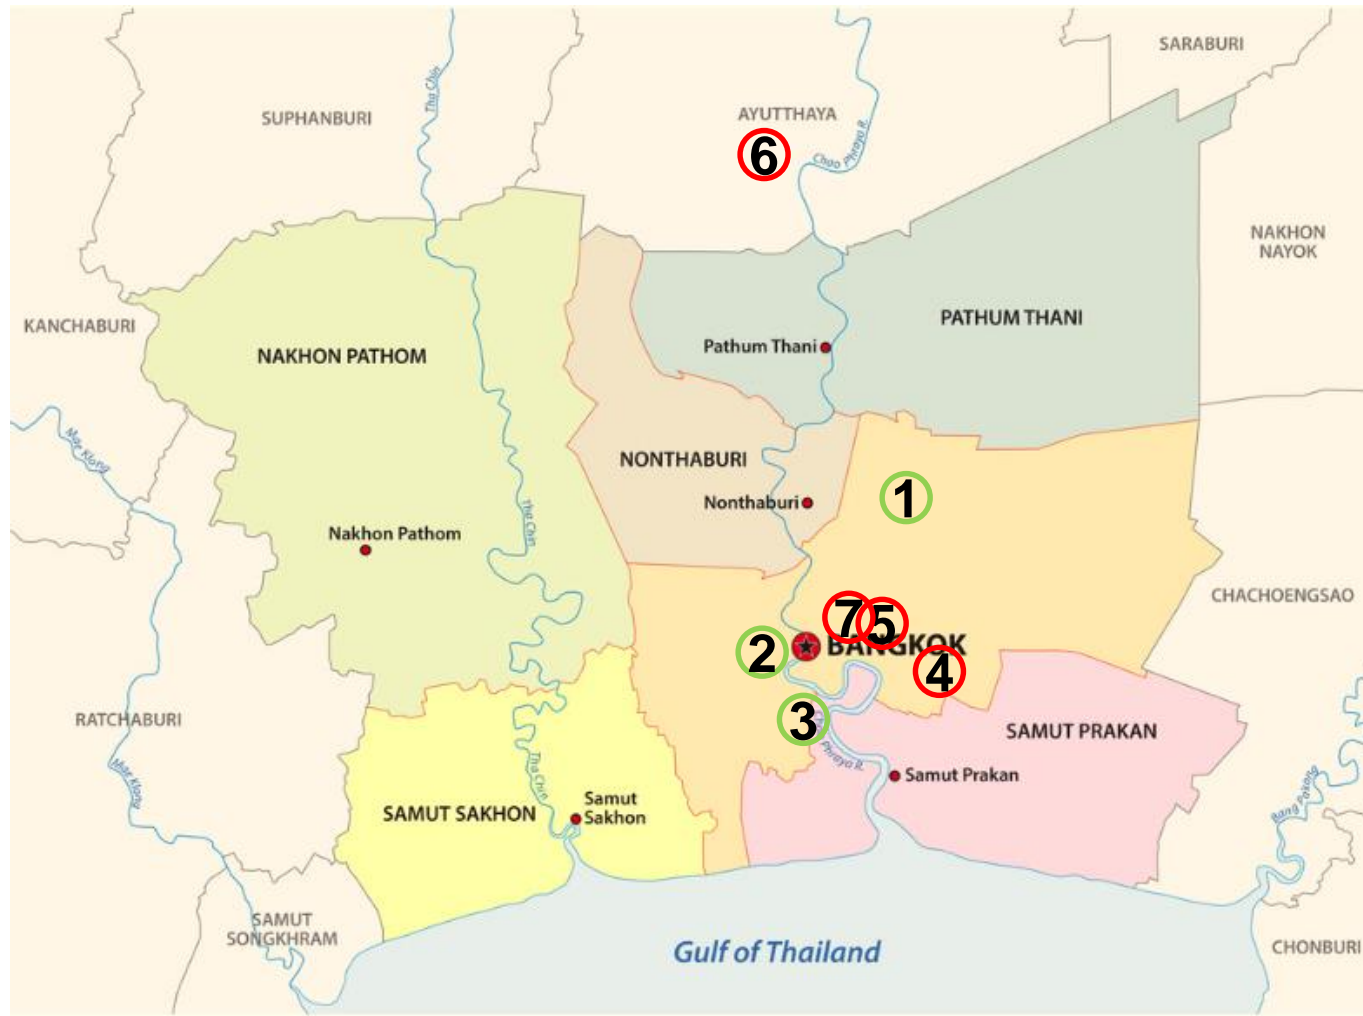 SARABURI
Tha Chin
SUPHANBURI
AYUTTHAYA
6
Chao Phraya R.
NAKHON
NAYOK
KANCHABURI
PATHUM THANI
Pathum Thani
NAKHON PATHOM
Mae Klong
NONTHABURI
1
Nonthaburi
Tha Chin
Nakhon Pathom
CHACHOENGSAO
7
5
BANGKOK
2
4
3
RATCHABURI
Chao Phraya R.
SAMUT PRAKAN
Samut Prakan
Mae Klong
Tha Chin
SAMUT SAKHON
Samut
Sakhon
Bang Pakong
SAMUT
SONGKHRAM
Gulf of Thailand
CHONBURI